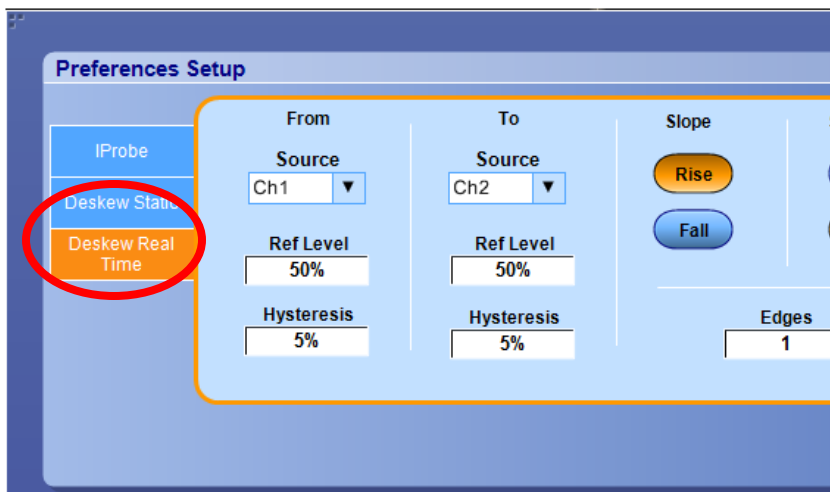 Preferences Setup
IProbe
Deskew Static
Deskew Real
Time
From
Source
Ch1
Ref Level
50%
Hysteresis
5%
To
Source
Ch2
Ref Level
50%
Hysteresis
5%
Slope
Rise
Fall
Edges
1